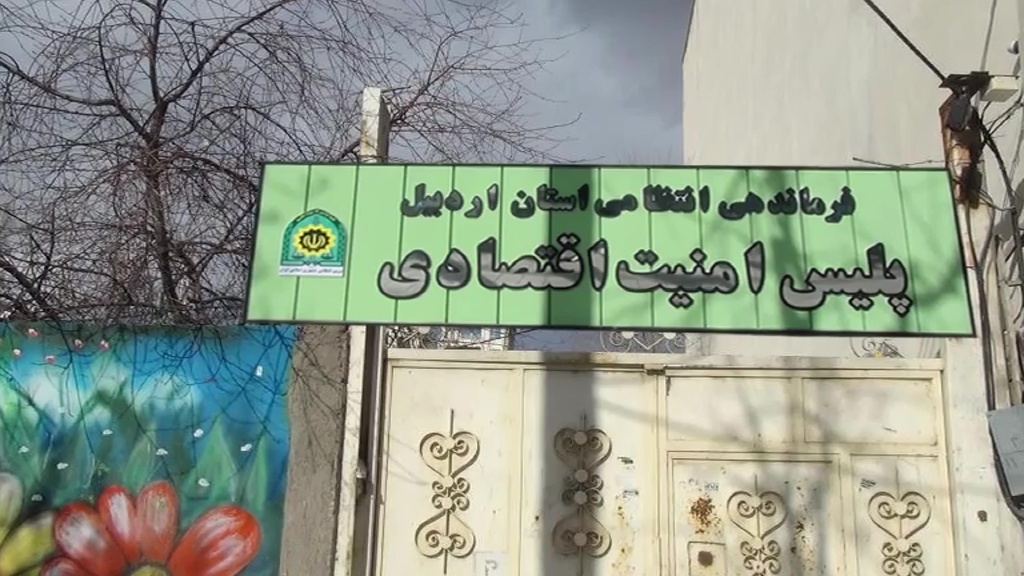 فرماندهی انتظامی استان اردبیل
پلیس امنیت اقتصادی